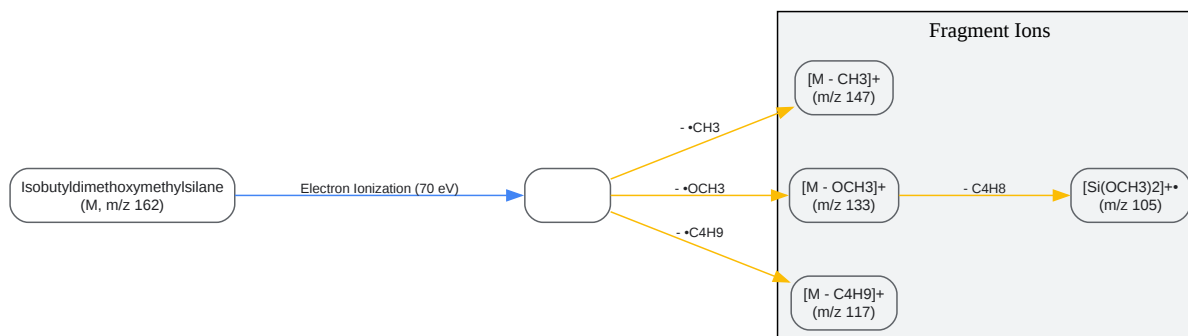 Fragment Ions
[M - CH3]+
(m/z 147)
- •CH3
Isobutyldimethoxymethylsilane
(M, m/z 162)
Electron Ionization (70 eV)
- •OCH3
[M - OCH3]+
(m/z 133)
- C4H8
[Si(OCH3)2]+•
(m/z 105)
- •C4H9
[M - C4H9]+
(m/z 117)